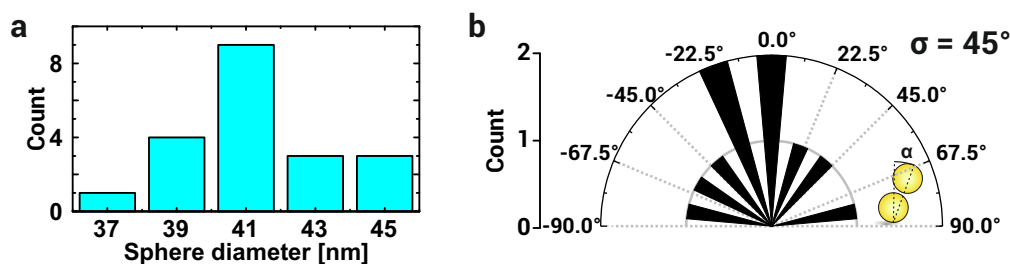 a
Count
8
4
0
37 39 41 43 45
Sphere diameter [nm]
b
σ = 45°
Count
2
1
0
-90.0°
-67.5°
-45.0°
-22.5°
0.0°
22.5°
45.0°
67.5°
90.0°
α